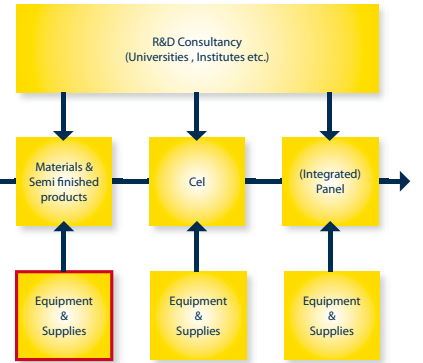 R&D Consultancy
(Universities , Institutes etc.)
Materials &
Semi finished
products
Cel
(Integrated)
Panel
Equipment
&
Supplies
Equipment
&
Supplies
Equipment
&
Supplies